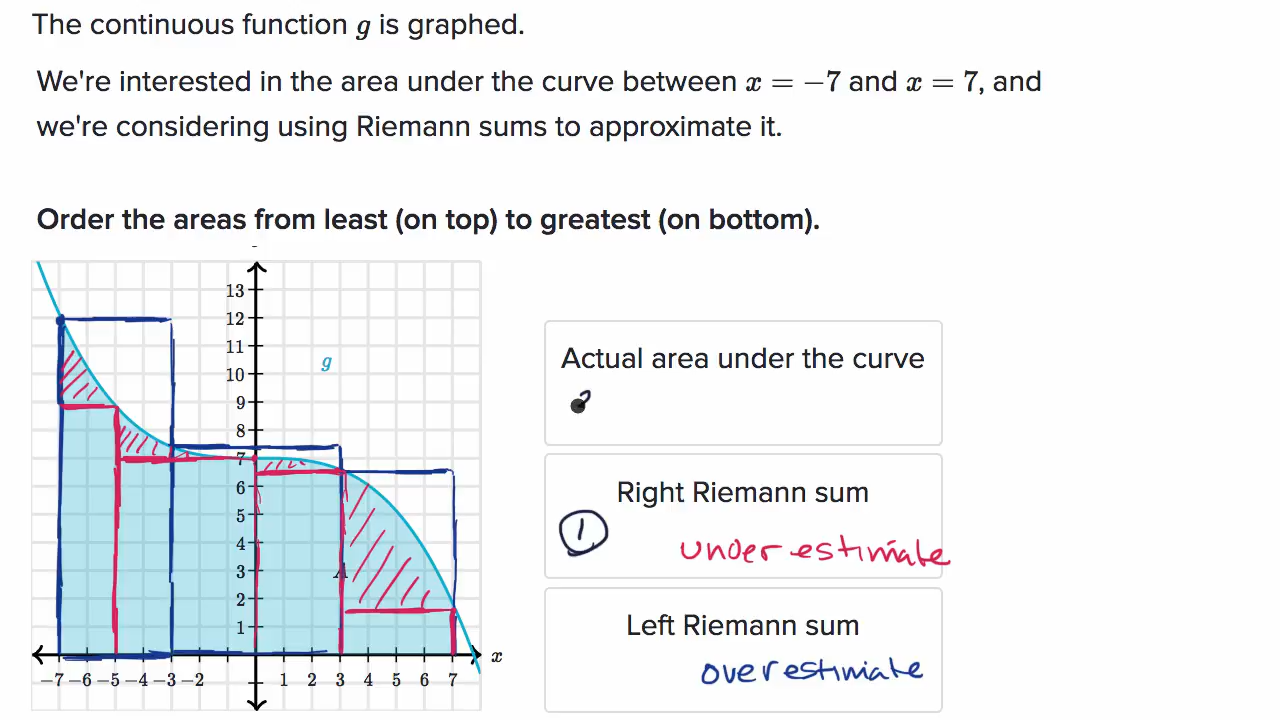 The continuous function g is graphed.
We're interested in the area under the curve between x = −7 and x = 7, and
we're considering using Riemann sums to approximate it.
Order the areas from least (on top) to greatest (on bottom).
13
12
11
10
9
8
7
6
5
4
3
2
1
g
A
x
−7 −6 −5 −4 −3 −2 1 2 3 4 5 6 7
Actual area under the curve
Right Riemann sum
1 underestimate
Left Riemann sum
overestimate